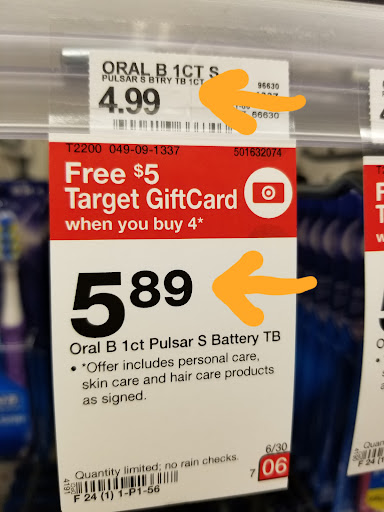 ORAL B 1CT S
PULSAR S BTRY TB 1CT
4.99
96630
66630
T2200 049-09-1337 501632074
Free $5
Target GiftCard
when you buy 4*
5 89
Oral B 1ct Pulsar S Battery TB
• *Offer includes personal care,
skin care and hair care products
as signed.
Quantity limited; no rain checks.
6/30
7 06
F 24 (1) 1-P1-56